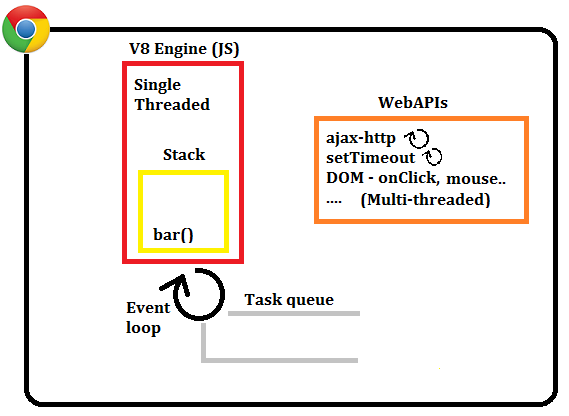 V8 Engine (JS)
Single
Threaded
Stack
bar()
WebAPIs
ajax-http
setTimeout
DOM - onClick, mouse..
.... (Multi-threaded)
Event
loop
Task queue